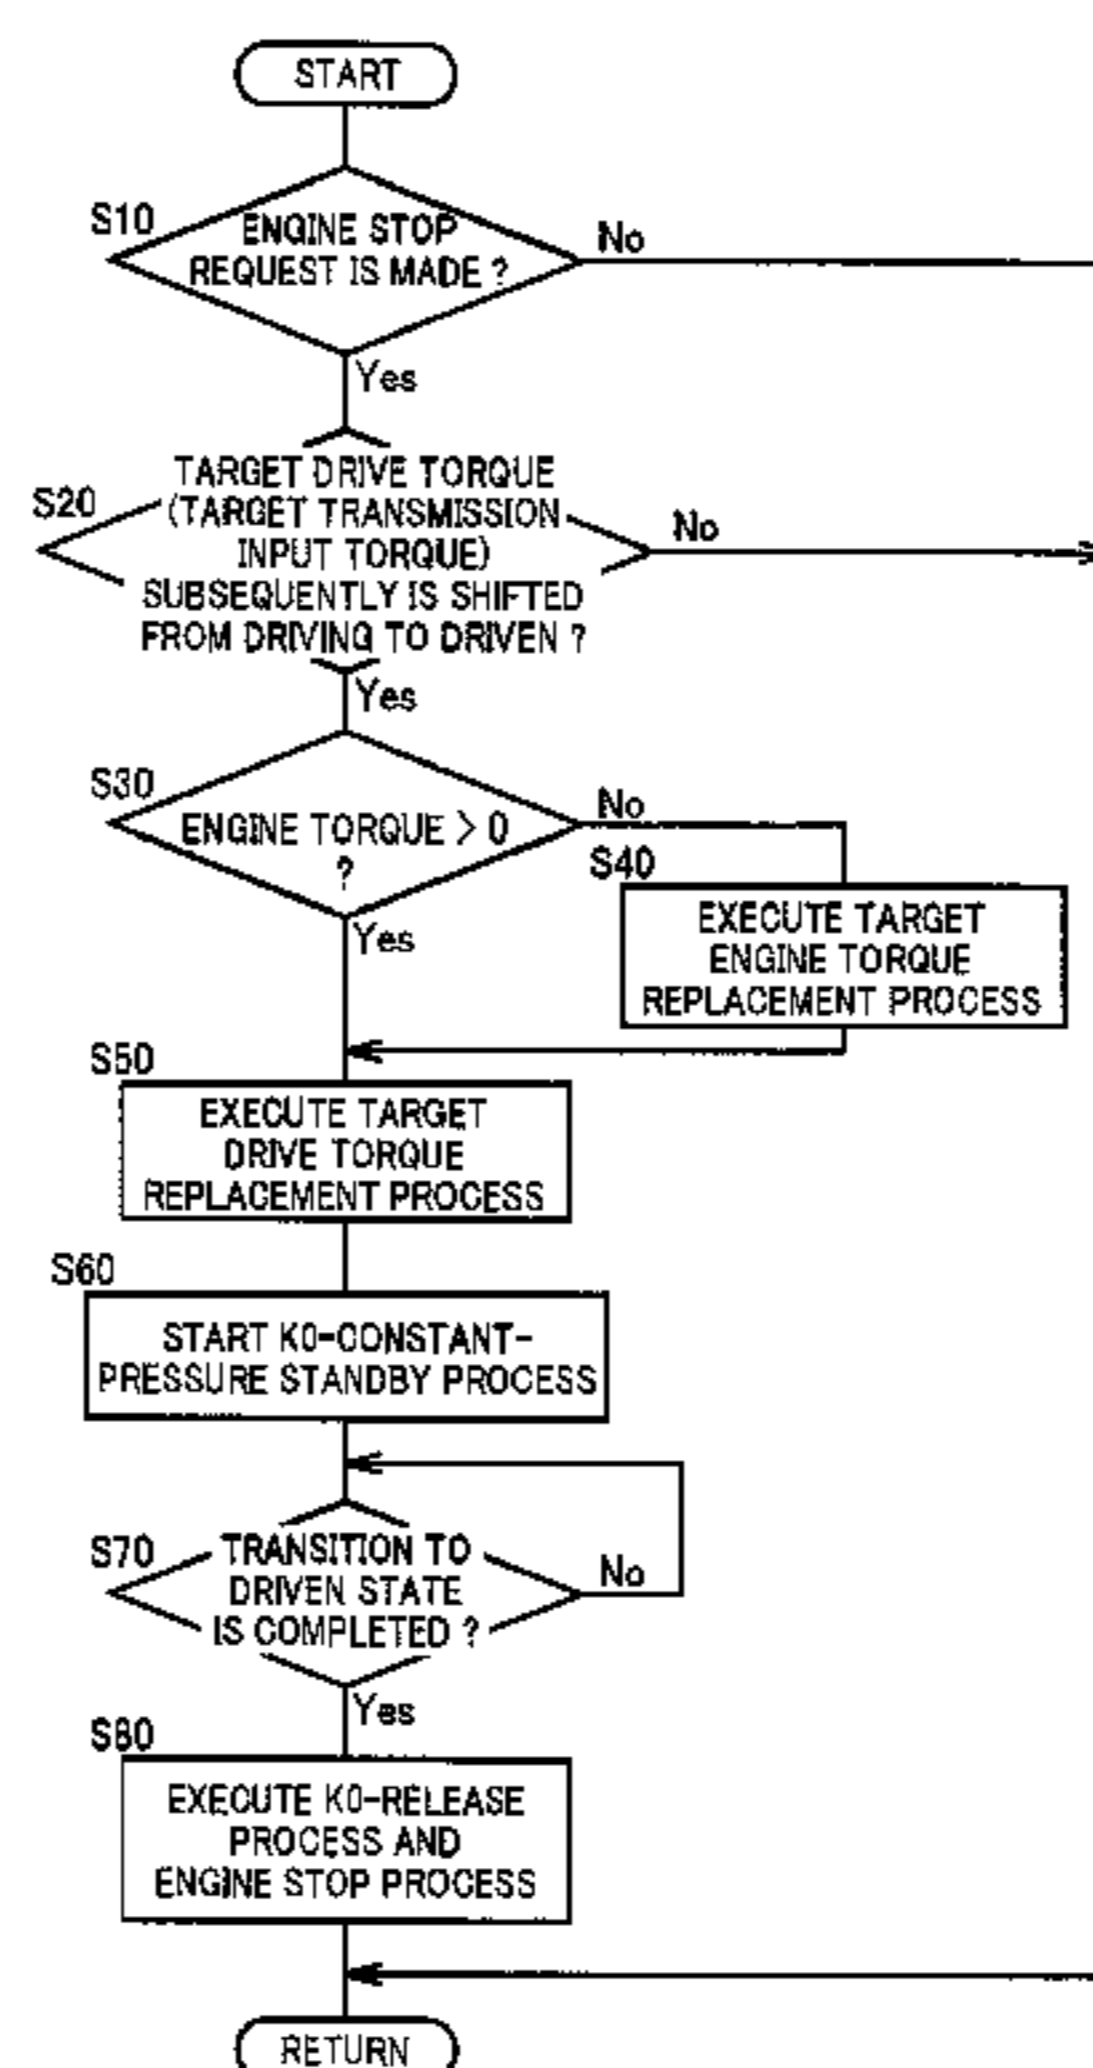 START
S10
ENGINE STOP
REQUEST IS MADE ?
No
Yes
S20
TARGET DRIVE TORQUE
(TARGET TRANSMISSION
INPUT TORQUE)
SUBSEQUENTLY IS SHIFTED
FROM DRIVING TO DRIVEN ?
No
Yes
S30
ENGINE TORQUE > 0
?
No
Yes
S40
EXECUTE TARGET
ENGINE TORQUE
REPLACEMENT PROCESS
S50
EXECUTE TARGET
DRIVE TORQUE
REPLACEMENT PROCESS
S60
START K0-CONSTANT-
PRESSURE STANDBY PROCESS
S70
TRANSITION TO
DRIVEN STATE
IS COMPLETED ?
No
Yes
S80
EXECUTE K0-RELEASE
PROCESS AND
ENGINE STOP PROCESS
RETURN